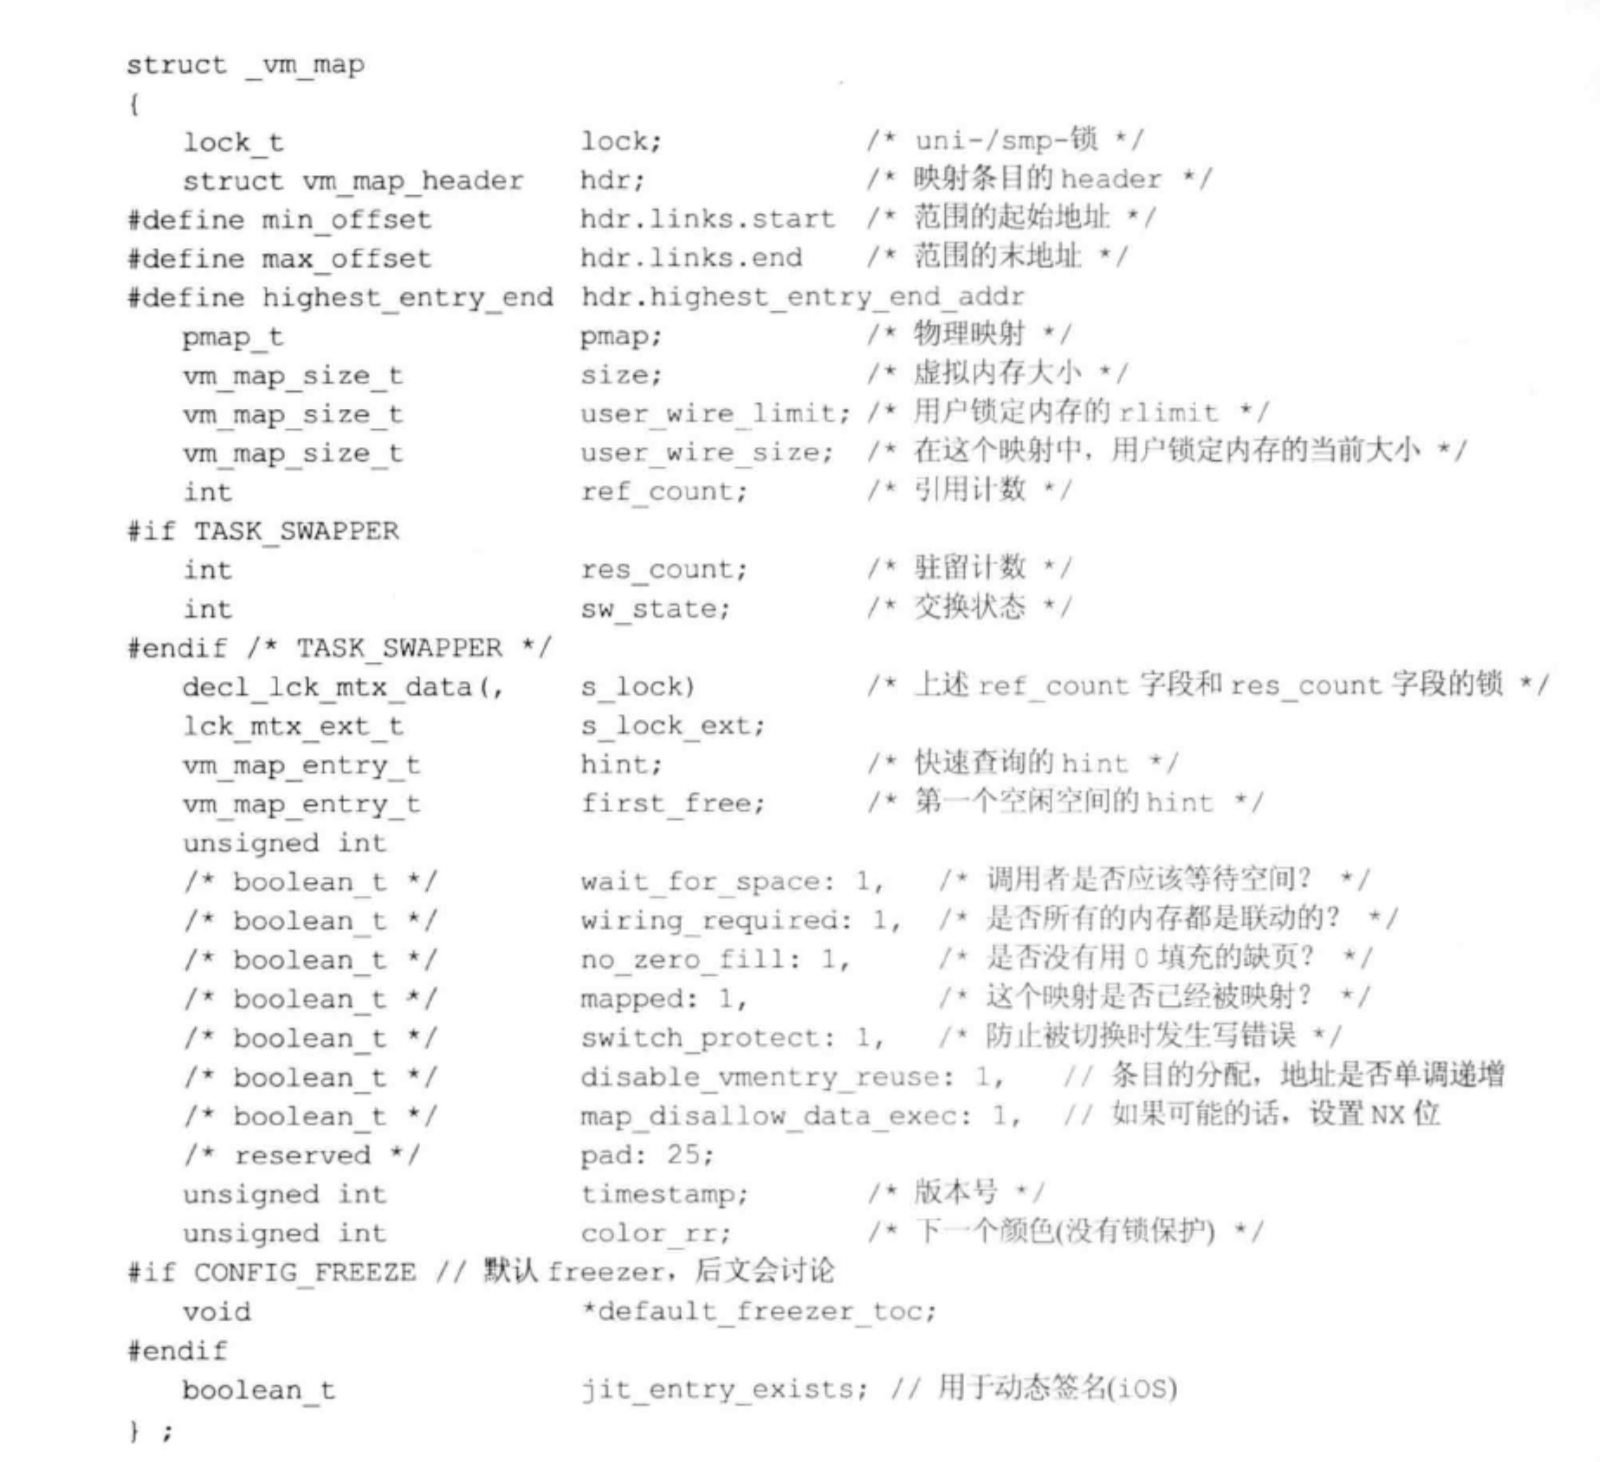 struct _vm_map
{
lock_t lock; /* uni-/smp-锁 */
struct vm_map_header hdr; /* 映射条目的 header */
#define min_offset hdr.links.start /* 范围的起始地址 */
#define max_offset hdr.links.end /* 范围的末地址 */
#define highest_entry_end hdr.highest_entry_end_addr
pmap_t pmap; /* 物理映射 */
vm_map_size_t size; /* 虚拟内存大小 */
vm_map_size_t user_wire_limit; /* 用户锁定内存的 rlimit */
vm_map_size_t user_wire_size; /* 在这个映射中，用户锁定内存的当前大小 */
int ref_count; /* 引用计数 */
#if TASK_SWAPPER
int res_count; /* 驻留计数 */
int sw_state; /* 交换状态 */
#endif /* TASK_SWAPPER */
decl_lck_mtx_data(, s_lock) /* 上述 ref_count 字段和 res_count 字段的锁 */
lck_mtx_ext_t s_lock_ext;
vm_map_entry_t hint; /* 快速查询的 hint */
vm_map_entry_t first_free; /* 第一个空闲空间的 hint */
unsigned int
/* boolean_t */ wait_for_space: 1, /* 调用者是否应该等待空间？ */
/* boolean_t */ wiring_required: 1, /* 是否所有的内存都是联动的？ */
/* boolean_t */ no_zero_fill: 1, /* 是否没有用 0 填充的缺页？ */
/* boolean_t */ mapped: 1, /* 这个映射是否已经被映射？ */
/* boolean_t */ switch_protect: 1, /* 防止被切换时发生写错误 */
/* boolean_t */ disable_vmentry_reuse: 1, // 条目的分配，地址是否单调递增
/* boolean_t */ map_disallow_data_exec: 1, // 如果可能的话，设置 NX 位
/* reserved */ pad: 25;
unsigned int timestamp; /* 版本号 */
unsigned int color_rr; /* 下一个颜色(没有锁保护) */
#if CONFIG_FREEZE // 默认 freezer，后文会讨论
void *default_freezer_toc;
#endif
boolean_t jit_entry_exists; // 用于动态签名(iOS)
} ;